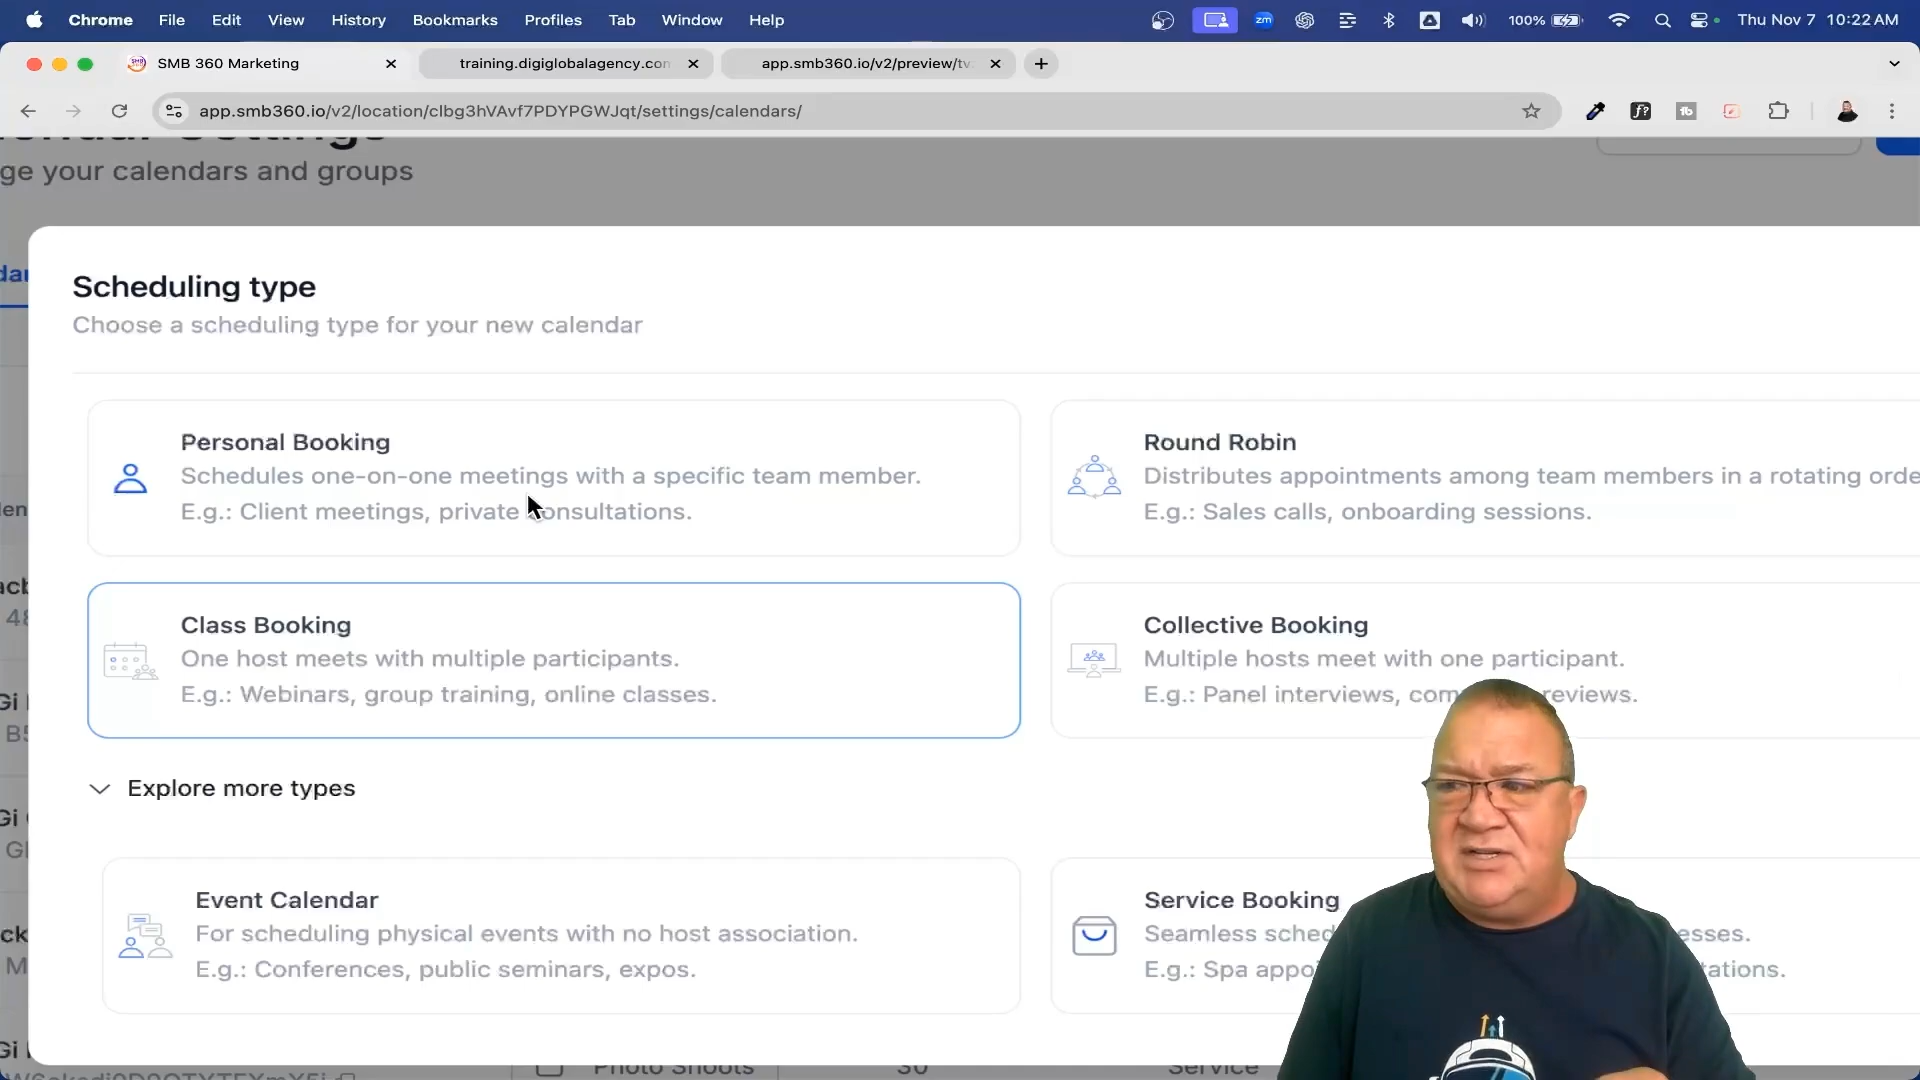 Chrome File Edit View History Bookmarks Profiles Tab Window Help zm 100% Thu Nov 7 10:22 AM
SMB 360 Marketing training.digiglobalagency.com app.smb360.io/v2/preview/tv
app.smb360.io/v2/location/clbg3hVAvf7PDYPGWJqt/settings/calendars/
ge your calendars and groups
Scheduling type
Choose a scheduling type for your new calendar
Personal Booking
Schedules one-on-one meetings with a specific team member.
E.g.: Client meetings, private consultations.
Round Robin
Distributes appointments among team members in a rotating orde
E.g.: Sales calls, onboarding sessions.
Class Booking
One host meets with multiple participants.
E.g.: Webinars, group training, online classes.
Collective Booking
Multiple hosts meet with one participant.
E.g.: Panel interviews, com reviews.
Explore more types
Event Calendar
For scheduling physical events with no host association.
E.g.: Conferences, public seminars, expos.
Service Booking
Seamless sched esses.
E.g.: Spa appo tations.
Photo Shoots 30 Service